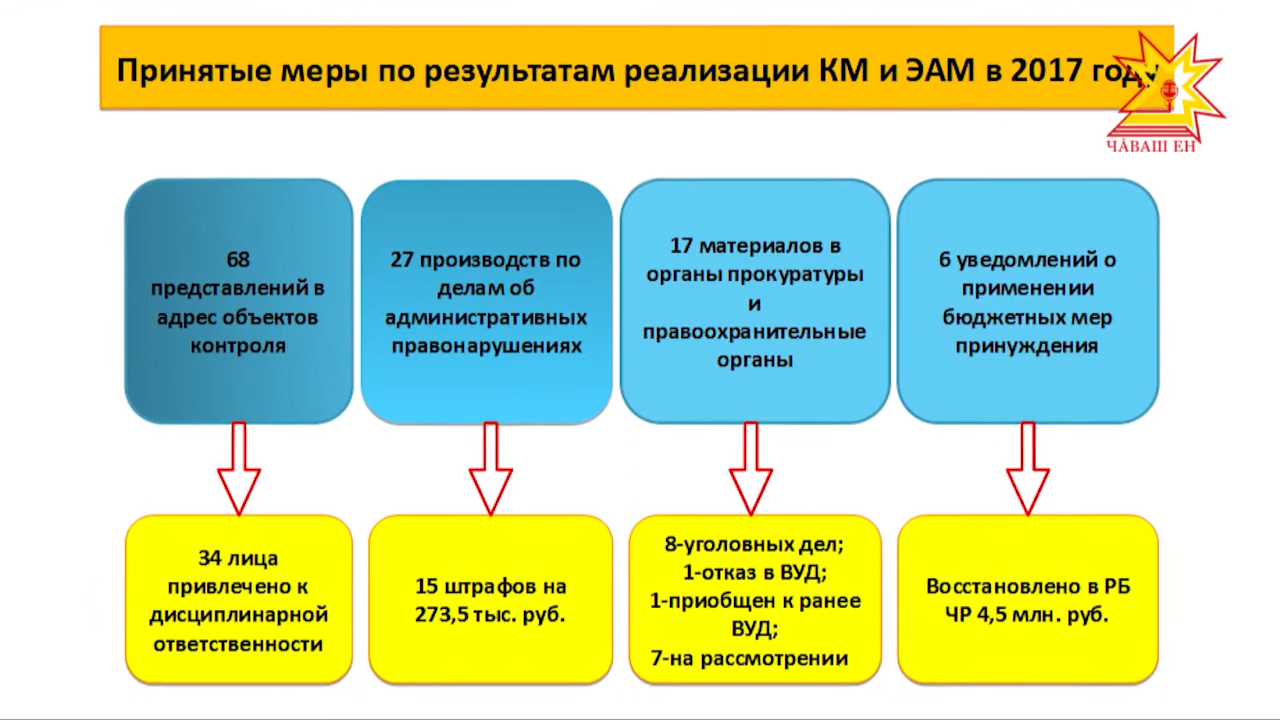 Принятые меры по результатам реализации КМ и ЭАМ в 2017 году
ЧӐВАШ ЕН
68
представлений в
адрес объектов
контроля
27 производств по
делам об
административных
правонарушениях
17 материалов в
органы прокуратуры
и
правоохранительные
органы
6 уведомлений о
применении
бюджетных мер
принуждения
34 лица
привлечено к
дисциплинарной
ответственности
15 штрафов на
273,5 тыс. руб.
8-уголовных дел;
1-отказ в ВУД;
1-приобщен к ранее
ВУД;
7-на рассмотрении
Восстановлено в РБ
ЧР 4,5 млн. руб.